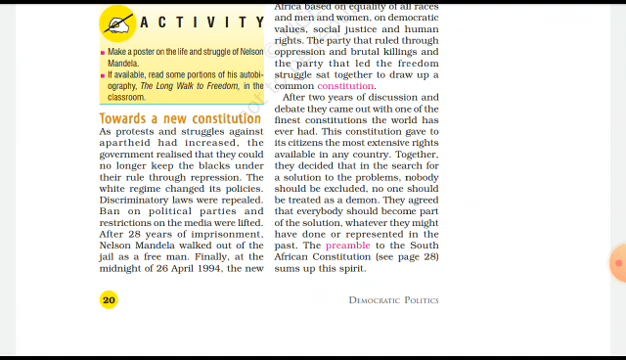 ACTIVITY
Make a poster on the life and struggle of Nelson
Mandela.
If available, read some portions of his autobi-
ography, The Long Walk to Freedom, in the
classroom.
Towards a new constitution
As protests and struggles against
apartheid had increased, the
government realised that they could
no longer keep the blacks under
their rule through repression. The
white regime changed its policies.
Discriminatory laws were repealed.
Ban on political parties and
restrictions on the media were lifted.
After 28 years of imprisonment,
Nelson Mandela walked out of the
jail as a free man. Finally, at the
midnight of 26 April 1994, the new
Africa based on equality of all races
and men and women, on democratic
values, social justice and human
rights. The party that ruled through
oppression and brutal killings and
the party that led the freedom
struggle sat together to draw up a
common constitution.
After two years of discussion and
debate they came out with one of the
finest constitutions the world has
ever had. This constitution gave to
its citizens the most extensive rights
available in any country. Together,
they decided that in the search for
a solution to the problems, nobody
should be excluded, no one should
be treated as a demon. They agreed
that everybody should become part
of the solution, whatever they might
have done or represented in the
past. The preamble to the South
African Constitution (see page 28)
sums up this spirit.
20
DEMOCRATIC POLITICS